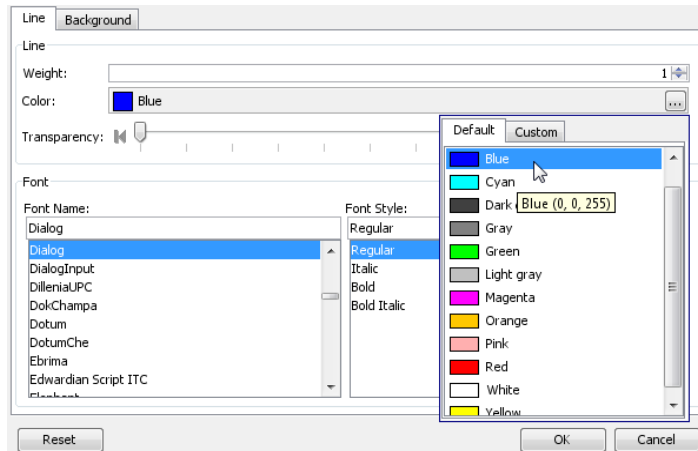 Line Background
Line
Weight: 1
Color: Blue ...
Transparency:
Default Custom
Blue
Cyan
Dark
Blue (0, 0, 255)
Gray
Green
Light gray
Magenta
Orange
Pink
Red
White
Yellow
Font
Font Name: Font Style:
Dialog Regular
Dialog Regular
DialogInput Italic
DilleniaUPC Bold
DokChampa Bold Italic
Dotum
DotumChe
Ebrima
Edwardian Script ITC
Elephant
Reset OK Cancel